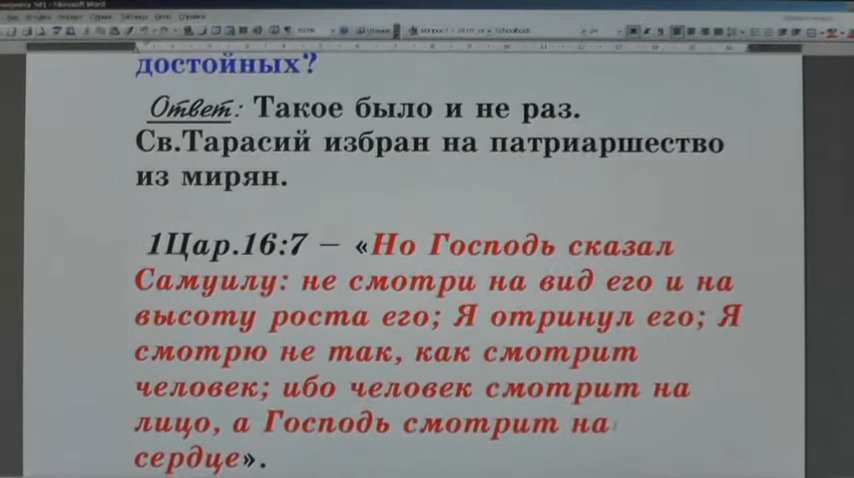 достойных?
Ответ: Такое было и не раз.
Св.Тарасий избран на патриаршество
из мирян.
1Цар.16:7 – «Но Господь сказал
Самуилу: не смотри на вид его и на
высоту роста его; Я отринул его; Я
смотрю не так, как смотрит
человек; ибо человек смотрит на
лицо, а Господь смотрит на
сердце».